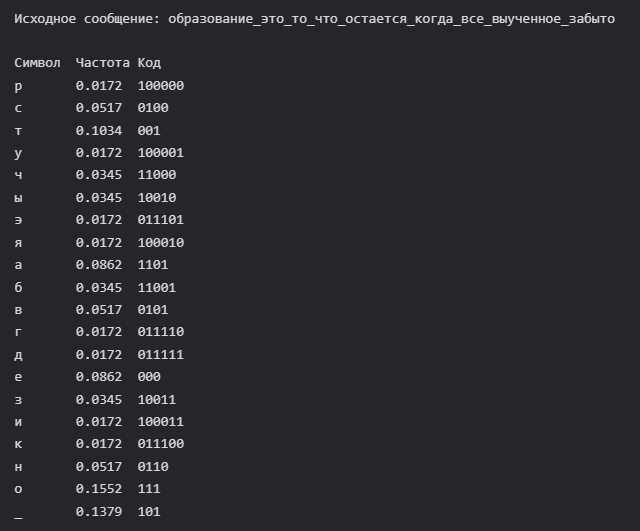 Исходное сообщение: образование_это_то_что_остается_когда_все_выученное_забыто
Символ Частота Код
р 0.0172 100000
с 0.0517 0100
т 0.1034 001
у 0.0172 100001
ч 0.0345 11000
ы 0.0345 10010
э 0.0172 011101
я 0.0172 100010
а 0.0862 1101
б 0.0345 11001
в 0.0517 0101
г 0.0172 011110
д 0.0172 011111
е 0.0862 000
з 0.0345 10011
и 0.0172 100011
к 0.0172 011100
н 0.0517 0110
о 0.1552 111
_ 0.1379 101